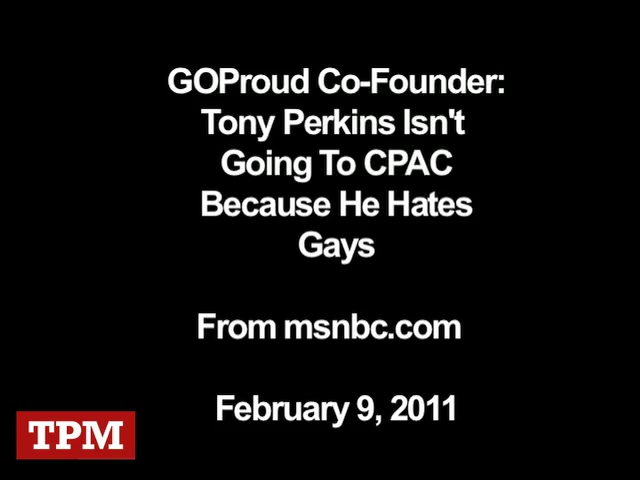 GOProud Co-Founder:
Tony Perkins Isn't
Going To CPAC
Because He Hates
Gays
From msnbc.com
February 9, 2011
TPM